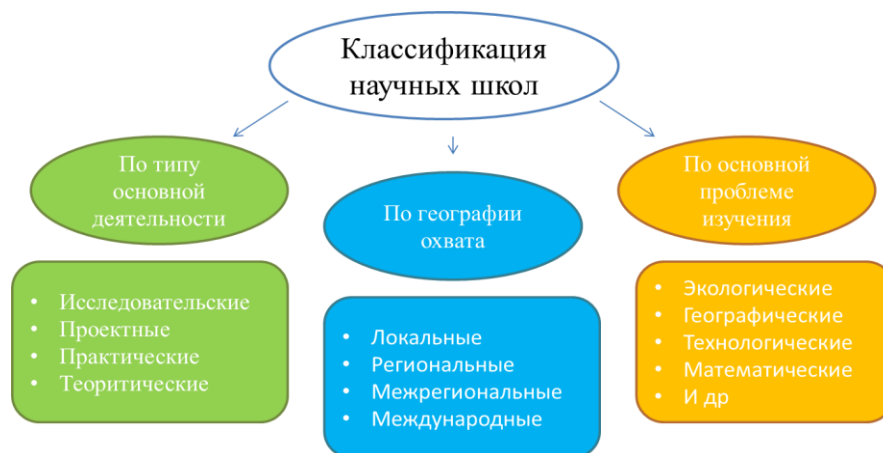 Классификация
научных школ
По типу
основной
деятельности
• Исследовательские
• Проектные
• Практические
• Теоритические
По географии
охвата
• Локальные
• Региональные
• Межрегиональные
• Международные
По основной
проблеме
изучения
• Экологические
• Географические
• Технологические
• Математические
• И др